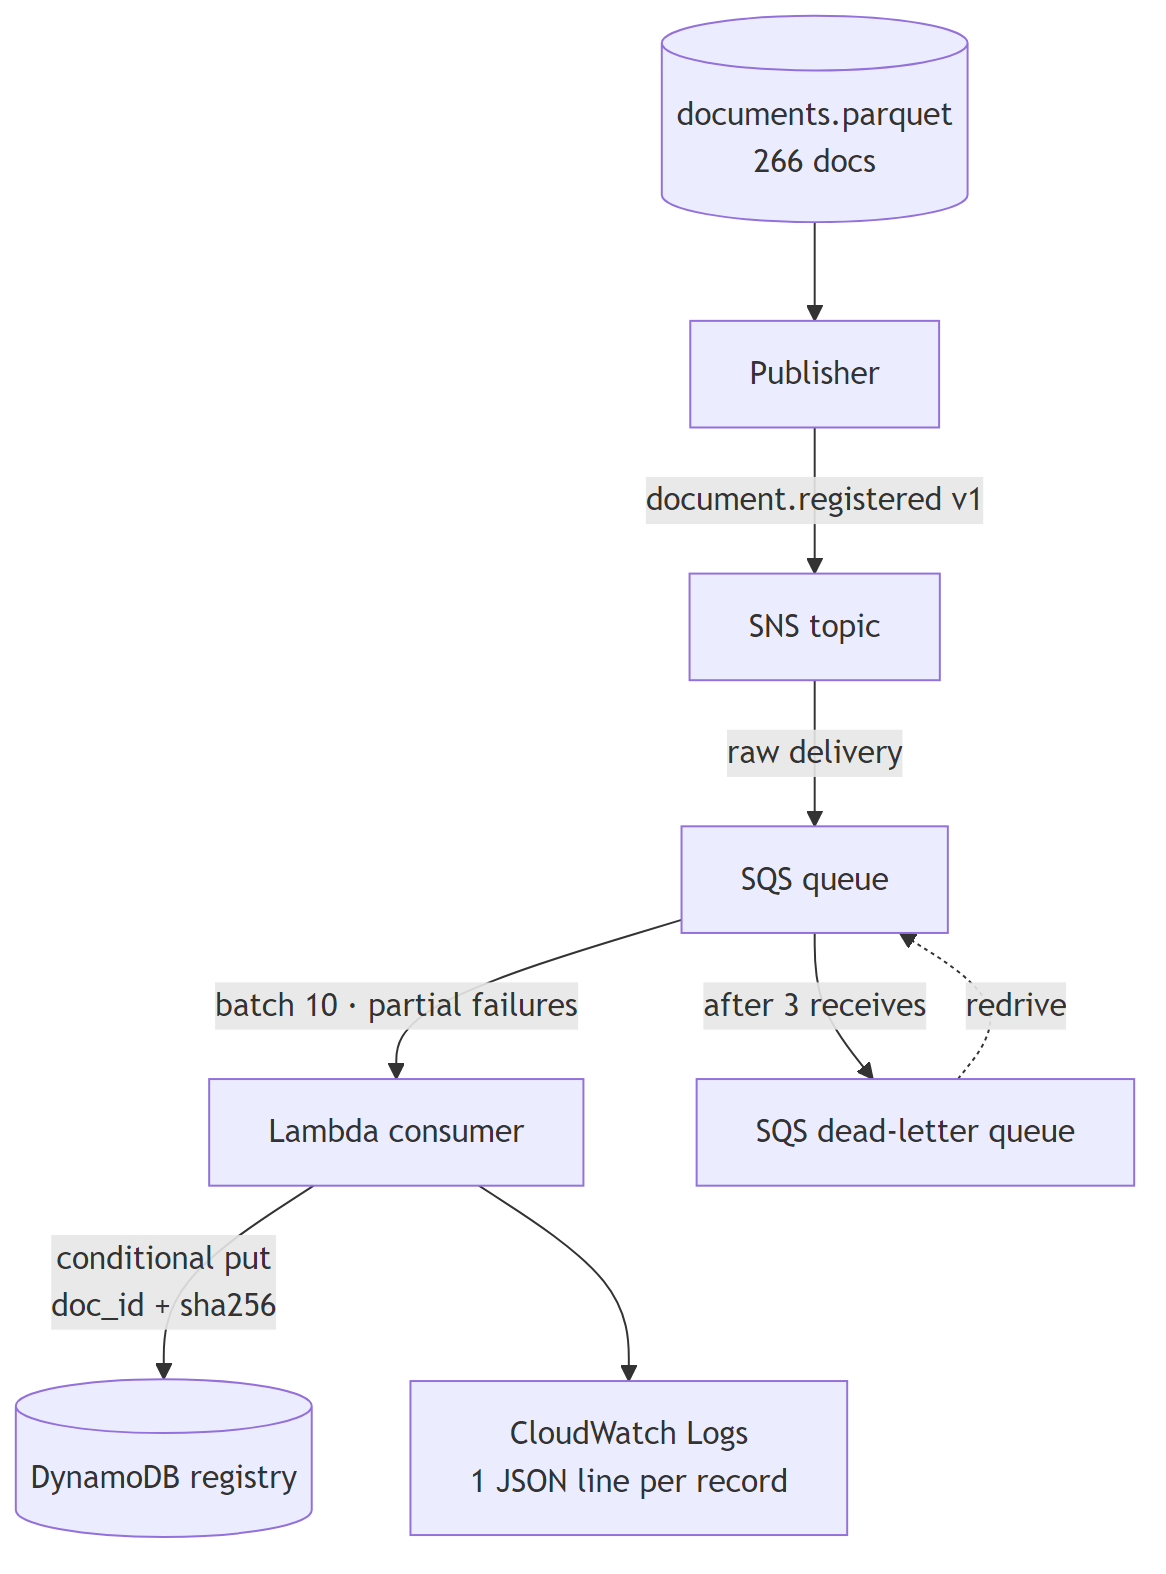 documents.parquet
266 docs
Publisher
document.registered v1
SNS topic
raw delivery
SQS queue
batch 10 · partial failures
after 3 receives
redrive
Lambda consumer
SQS dead-letter queue
conditional put
doc_id + sha256
DynamoDB registry
CloudWatch Logs
1 JSON line per record